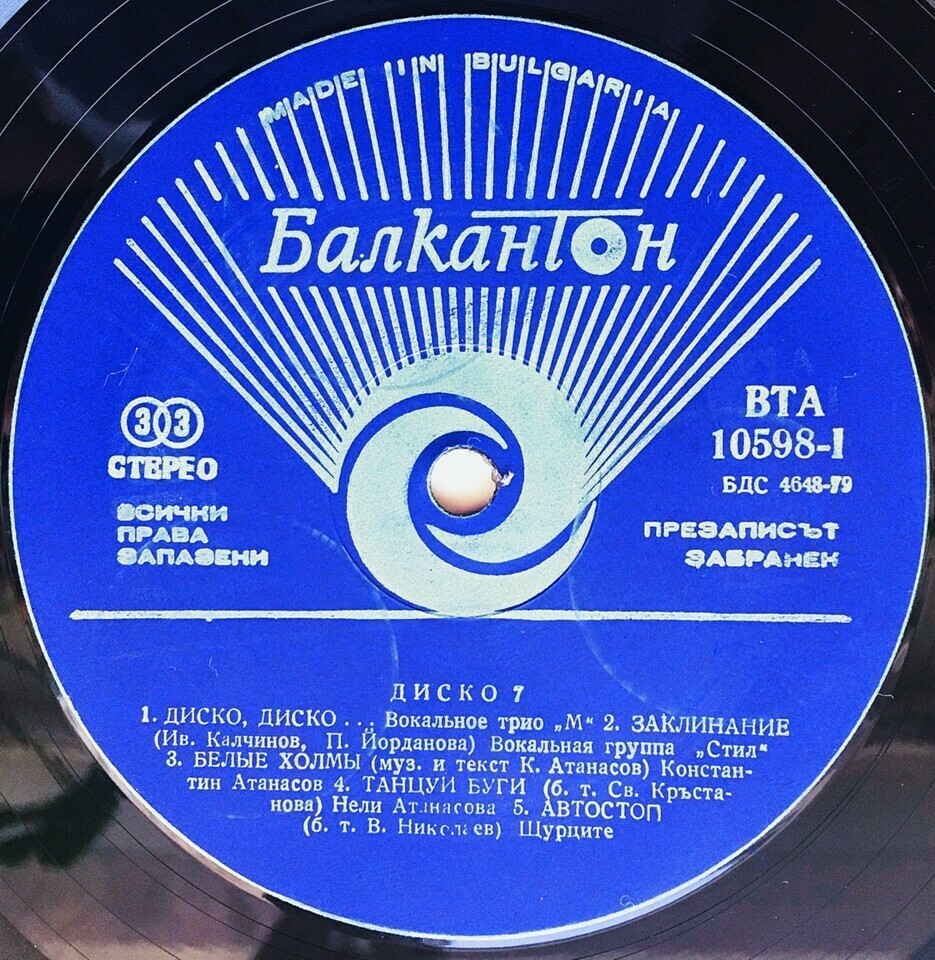 MADE IN BULGARIA
Балкантон
33
СТЕРЕО
ВСИЧКИ
ПРАВА
ЗАПАЗЕНИ
ВТА
10598-1
БДС 4648-79
ПРЕЗАПИСЪТ
ЗАБРАНЕН
ДИСКО 7
1. ДИСКО, ДИСКО ... Вокальное трио „М“ 2. ЗАКЛИНАНИЕ
(Ив. Калчинов, П. Йорданова) Вокальная группа „Стил“
3. БЕЛЫЕ ХОЛМЫ (муз. и текст К. Атанасов) Констан-
тин Атанасов 4. ТАНЦУЙ БУГИ (б. т. Св. Кръста-
нова) Нели Атанасова 5. АВТОСТОП
(б. т. В. Николаев) Щурците